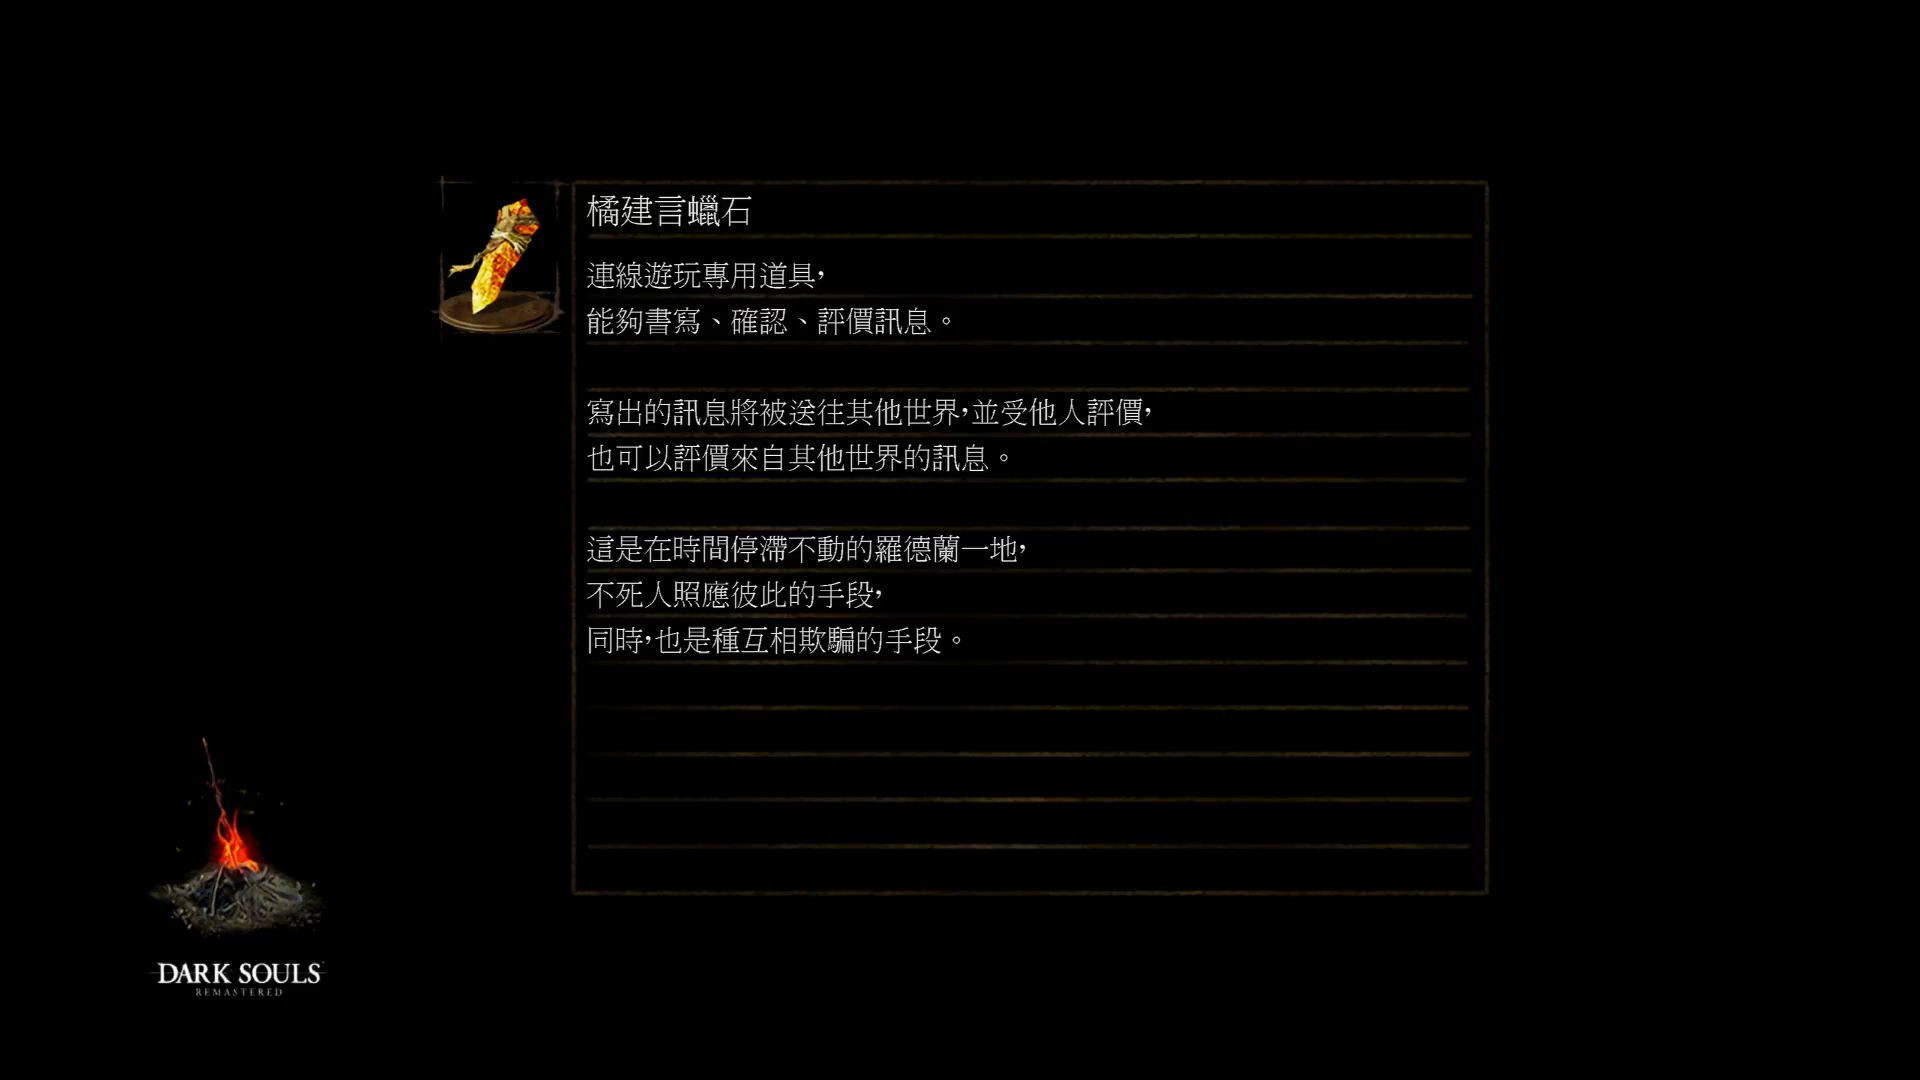 橘建言蠟石
連線遊玩專用道具，
能夠書寫、確認、評價訊息。
寫出的訊息將被送往其他世界，並受他人評價，
也可以評價來自其他世界的訊息。
這是在時間停滯不動的羅德蘭一地，
不死人照應彼此的手段，
同時，也是種互相欺騙的手段。
DARK SOULS
REMASTERED